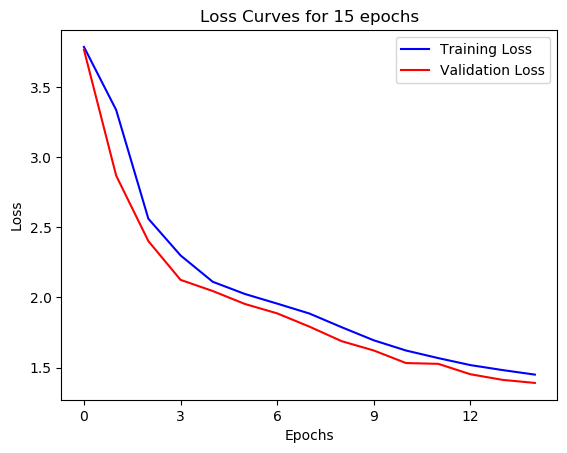 Loss Curves for 15 epochs
Training Loss
Validation Loss
3.5
3.0
2.5
2.0
1.5
Loss
0 3 6 9 12
Epochs